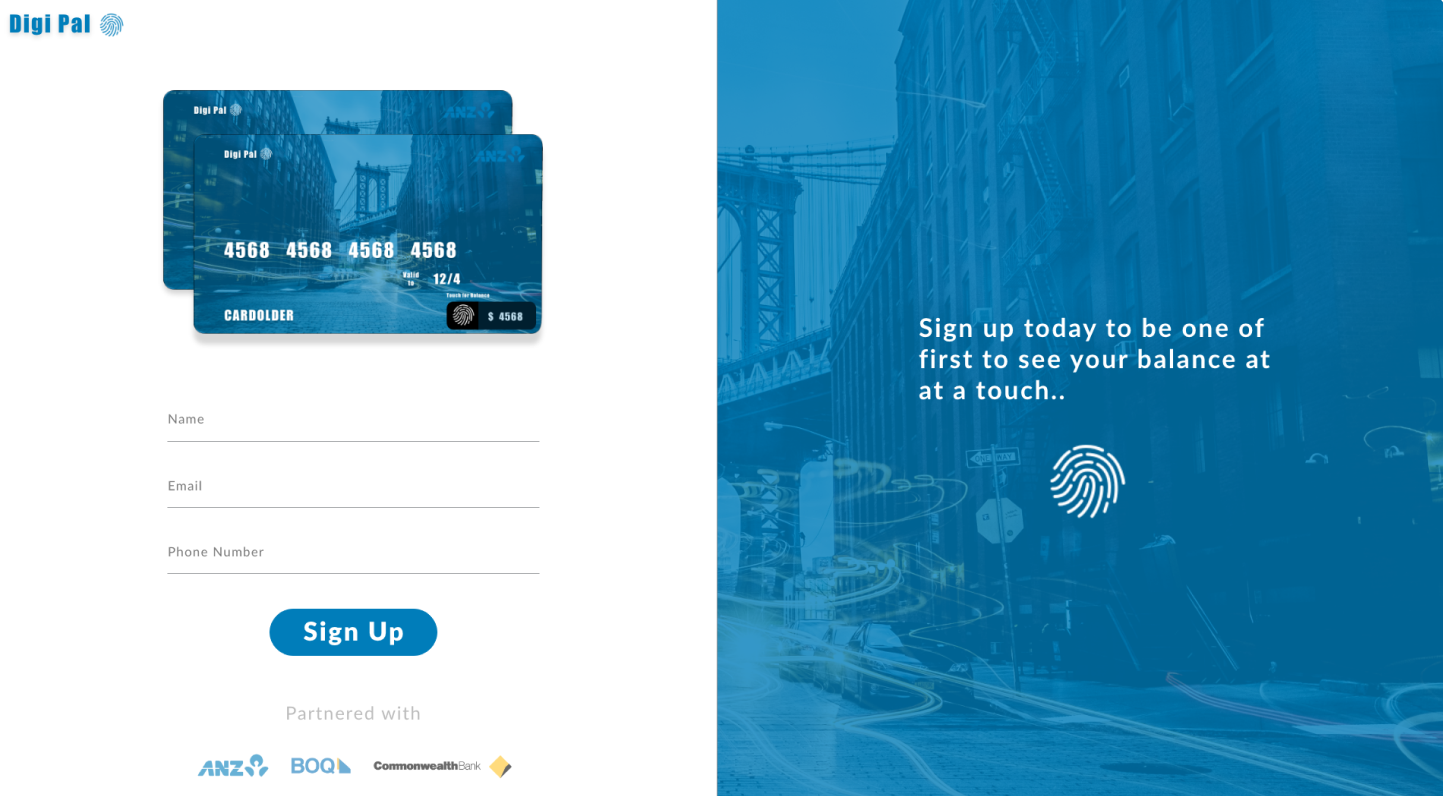 Digi Pal
Digi Pal
ANZ
Digi Pal
ANZ
4568 4568 4568 4568
Valid
to
12/4
Touch for Balance
CARDOLDER
$ 4568
Name
Email
Phone Number
Sign Up
Partnered with
ANZ BOQ CommonwealthBank
Sign up today to be one of
first to see your balance at
at a touch..
ONE WAY